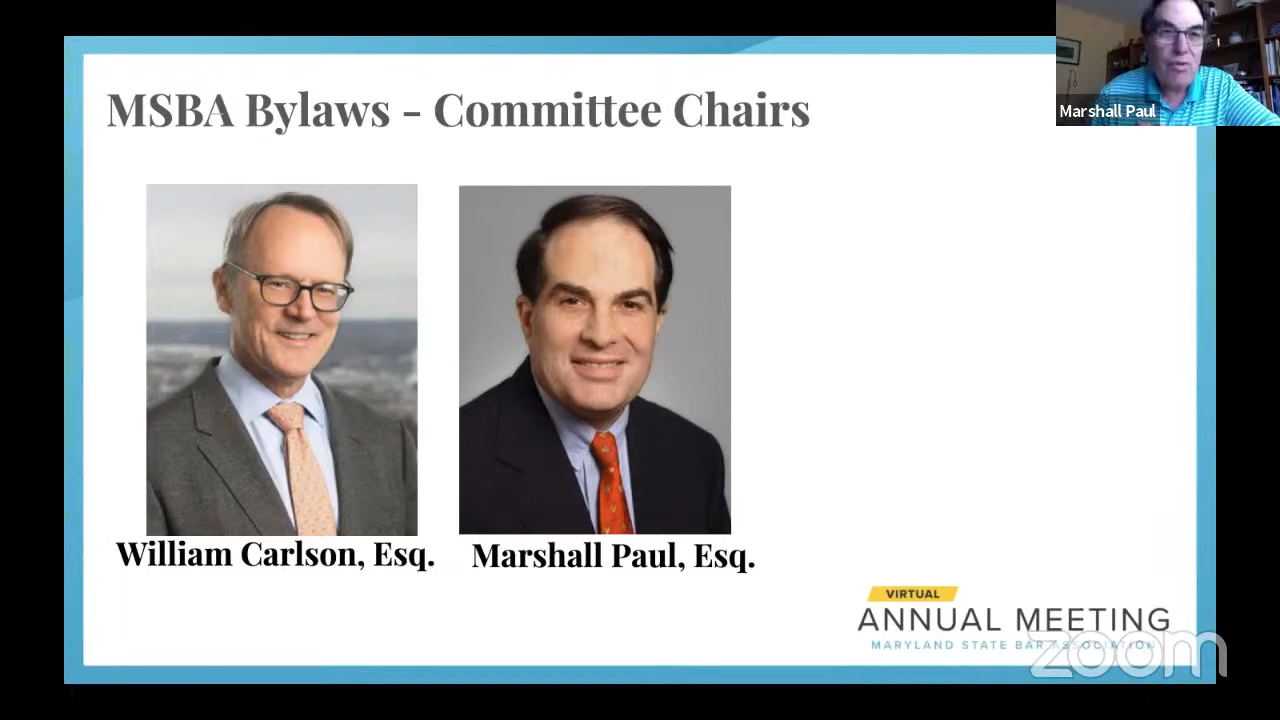 MSBA Bylaws - Committee Chairs
Marshall Paul
William Carlson, Esq.
Marshall Paul, Esq.
VIRTUAL
ANNUAL MEETING
MARYLAND STATE BAR ASSOCIATION
zoom